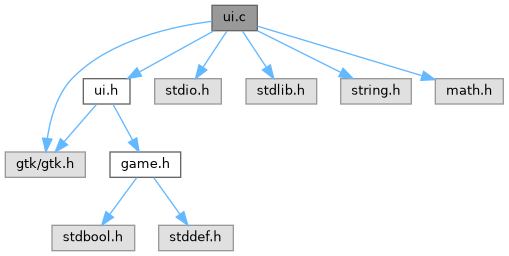 ui.c
ui.h
stdio.h
stdlib.h
string.h
math.h
gtk/gtk.h
game.h
stdbool.h
stddef.h